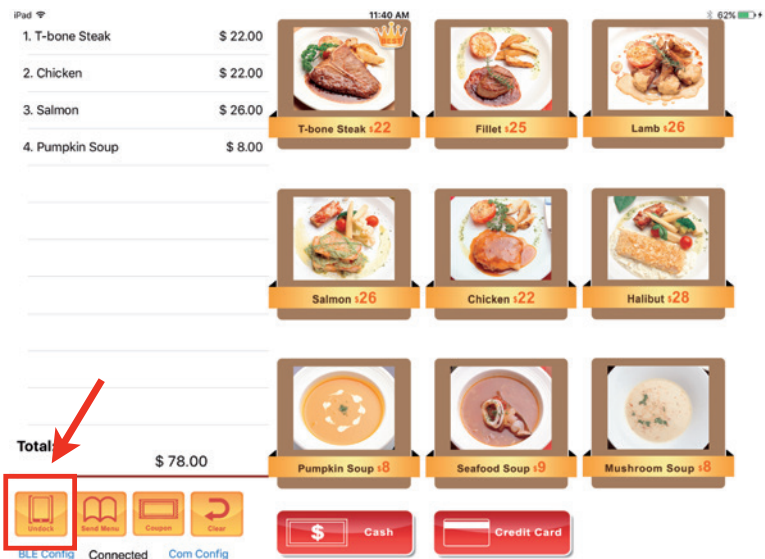 iPad 11:40 AM 62%
1. T-bone Steak $ 22.00
2. Chicken $ 22.00
3. Salmon $ 26.00
4. Pumpkin Soup $ 8.00
BEST
T-bone Steak $22
Fillet $25
Lamb $26
Salmon $26
Chicken $22
Halibut $28
Pumpkin Soup $8
Seafood Soup $9
Mushroom Soup $8
Total:
$ 78.00
Undock
Send Menu
Coupon
Clear
$ Cash
Credit Card
BLE Config Connected Com Config